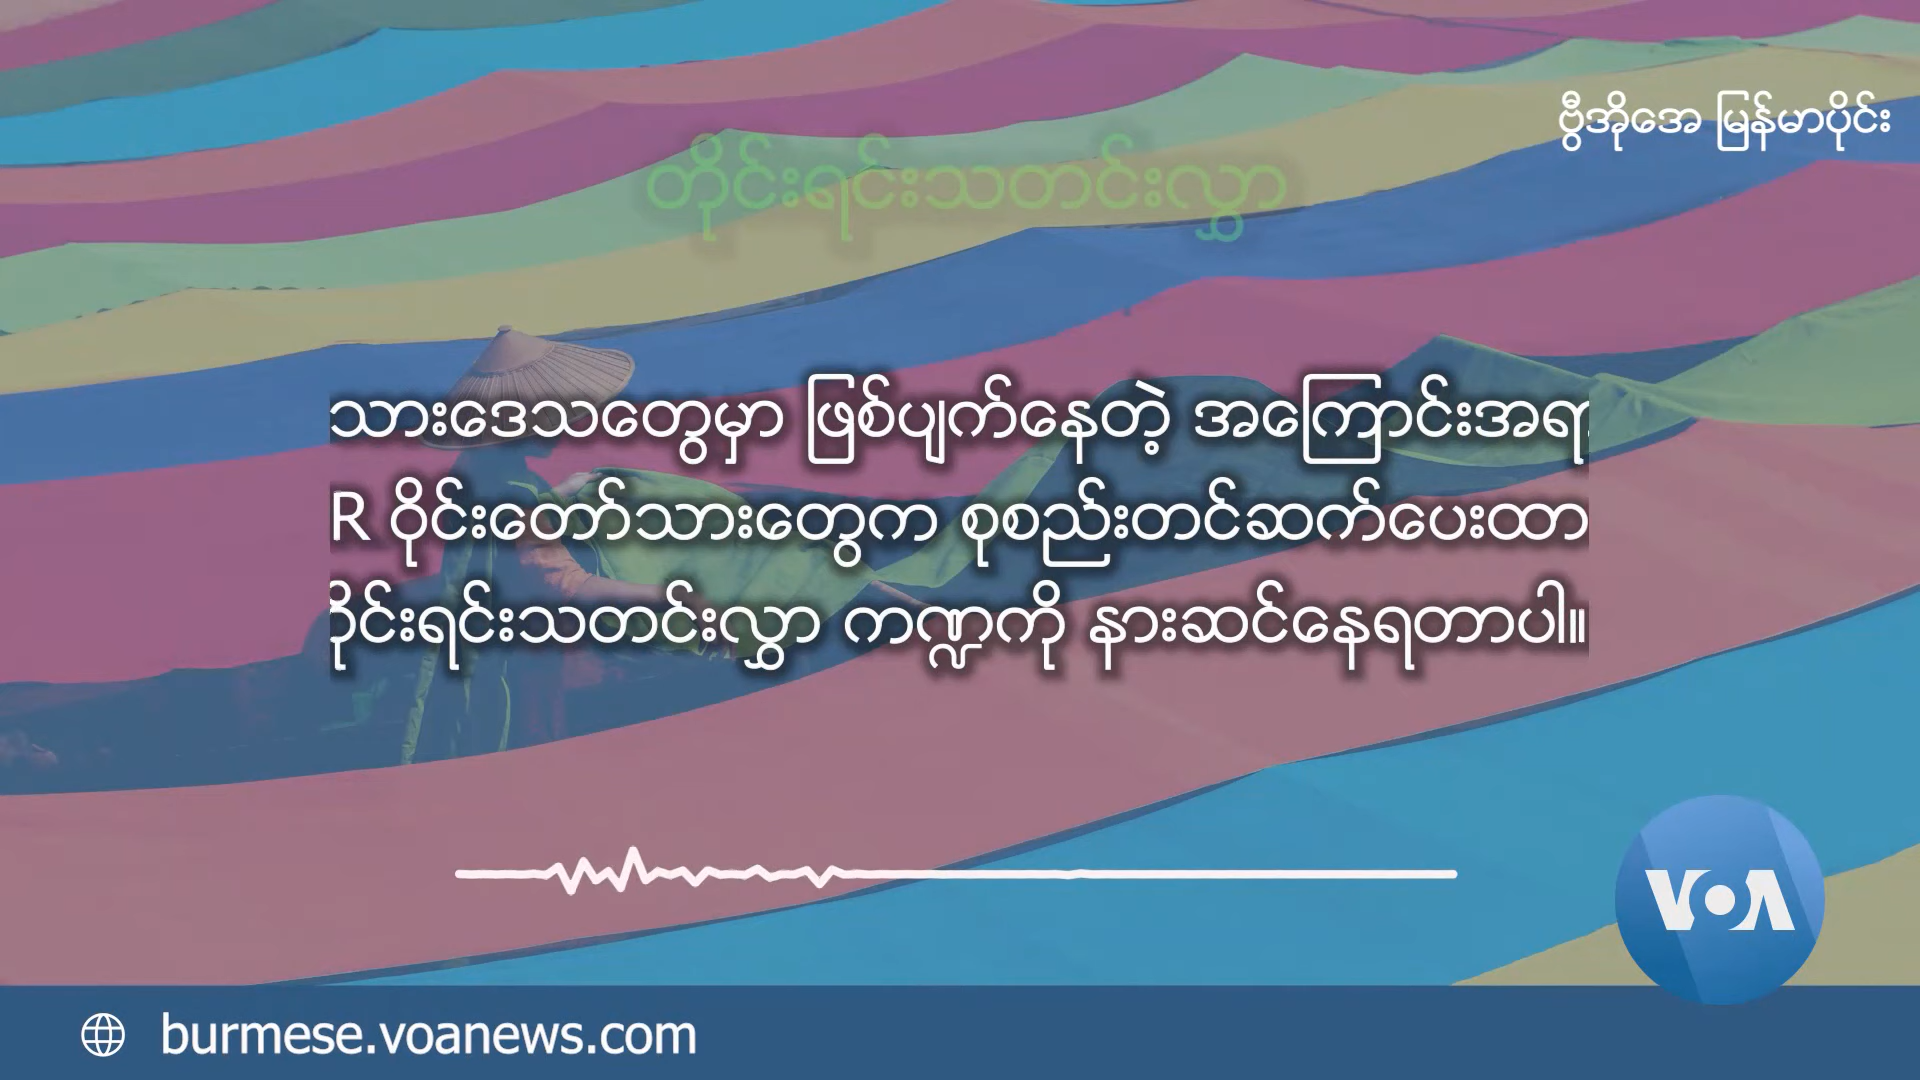 ဗွီအိုအေ မြန်မာပိုင်း
တိုင်းရင်းသတင်းလွှာ
သားဒေသတွေမှာ ဖြစ်ပျက်နေတဲ့ အကြောင်းအရာ
R ဝိုင်းတော်သားတွေက စုစည်းတင်ဆက်ပေးထာ
ိုင်းရင်းသတင်းလွှာ ကဏ္ဍကို နားဆင်နေရတာပါ။
VOA
burmese.voanews.com